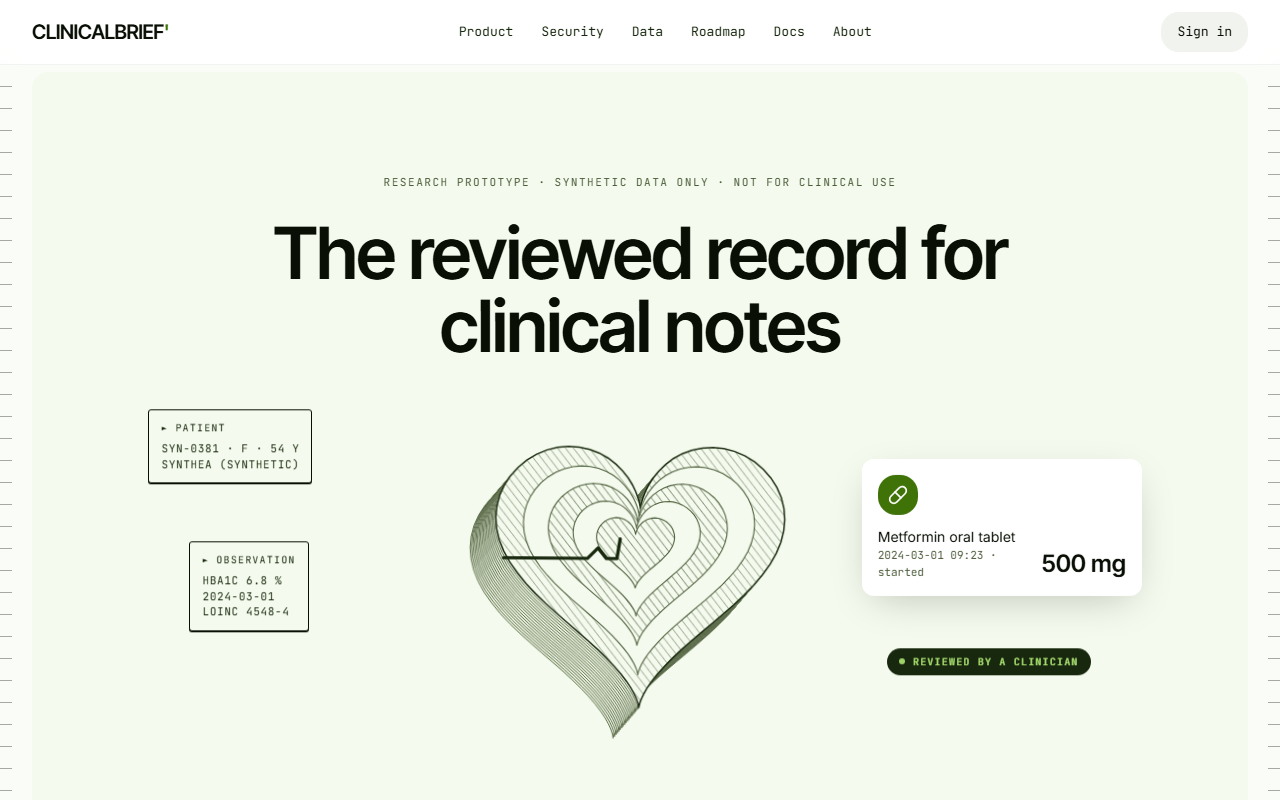 CLINICALBRIEF'
Product Security Data Roadmap Docs About
Sign in
RESEARCH PROTOTYPE · SYNTHETIC DATA ONLY · NOT FOR CLINICAL USE
The reviewed record for
clinical notes
► PATIENT
SYN-0381 · F · 54 Y
SYNTHEA (SYNTHETIC)
► OBSERVATION
HBA1C 6.8 %
2024-03-01
LOINC 4548-4
Metformin oral tablet
2024-03-01 09:23 ·
started
500 mg
REVIEWED BY A CLINICIAN